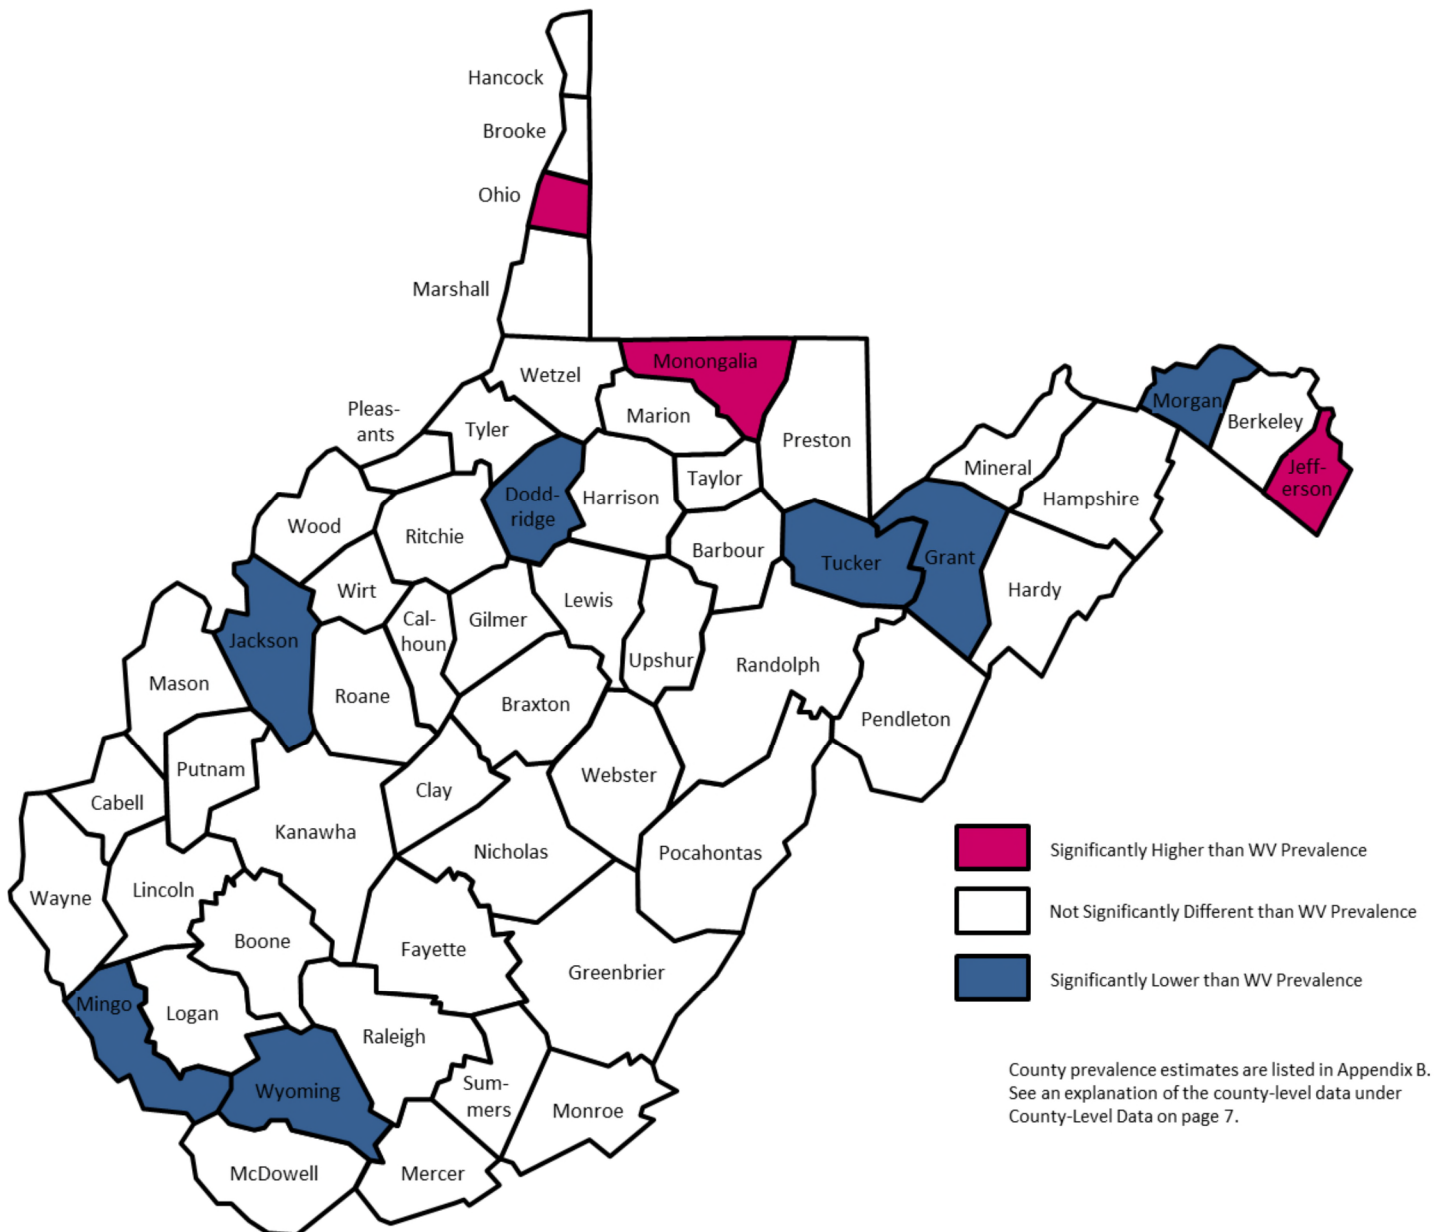 Hancock
Brooke
Ohio
Marshall
Monongalia
Wetzel
Morgan
Pleas-
ants
Marion
Berkeley
Tyler
Preston
Mineral
Jeff-
erson
Taylor
Dodd-
ridge
Harrison
Hampshire
Wood
Ritchie
Barbour
Tucker
Grant
Wirt
Hardy
Lewis
Cal-
houn
Gilmer
Jackson
Upshur
Randolph
Mason
Roane
Braxton
Pendleton
Putnam
Webster
Clay
Cabell
Kanawha
Nicholas
Pocahontas
Significantly Higher than WV Prevalence
Lincoln
Wayne
Not Significantly Different than WV Prevalence
Boone
Fayette
Greenbrier
Significantly Lower than WV Prevalence
Mingo
Logan
Raleigh
Wyoming
Sum-
mers
Monroe
McDowell
Mercer
County prevalence estimates are listed in Appendix B.
See an explanation of the county-level data under
County-Level Data on page 7.